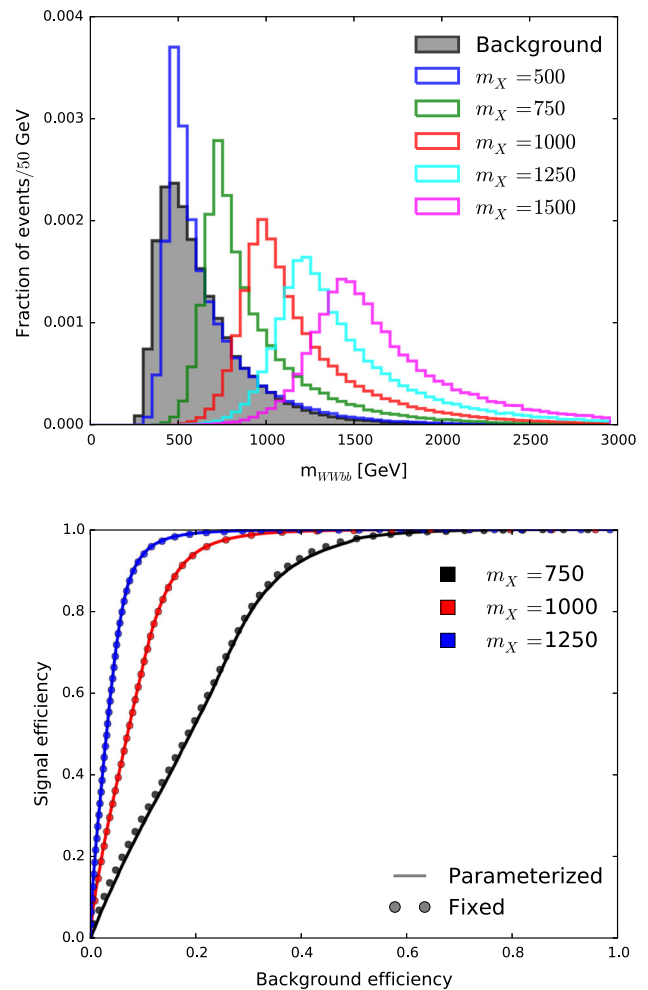 0.004
0.003
0.002
0.001
0.000
Fraction of events/50 GeV
Background
m_X =500
m_X =750
m_X =1000
m_X =1250
m_X =1500
0 500 1000 1500 2000 2500 3000
m_WWbb [GeV]
1.0
0.8
0.6
0.4
0.2
0.0
Signal efficiency
m_X =750
m_X =1000
m_X =1250
Parameterized
Fixed
0.0 0.2 0.4 0.6 0.8 1.0
Background efficiency